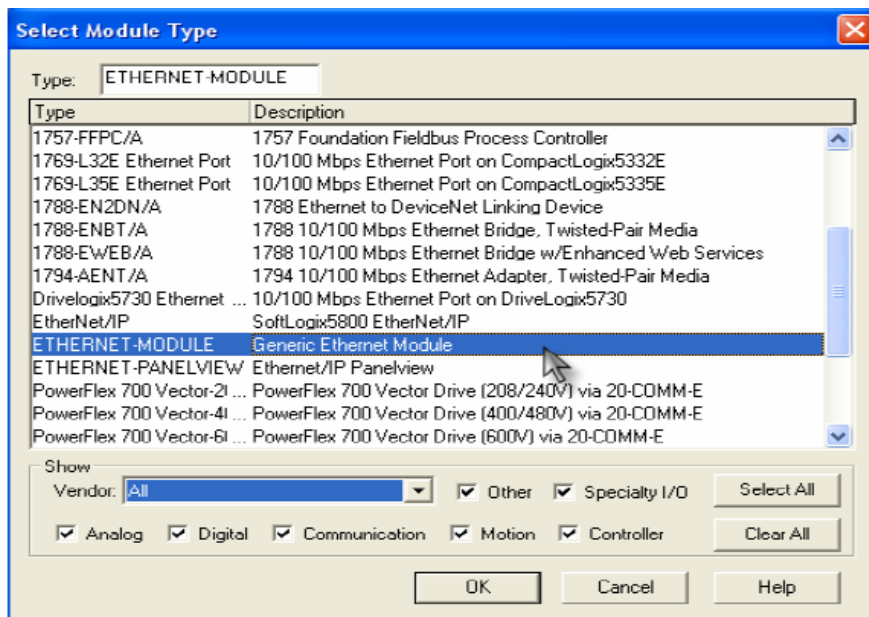 Select Module Type
Type: ETHERNET-MODULE
Type Description
1757-FFPC/A 1757 Foundation Fieldbus Process Controller
1769-L32E Ethernet Port 10/100 Mbps Ethernet Port on CompactLogix5332E
1769-L35E Ethernet Port 10/100 Mbps Ethernet Port on CompactLogix5335E
1788-EN2DN/A 1788 Ethernet to DeviceNet Linking Device
1788-ENBT/A 1788 10/100 Mbps Ethernet Bridge, Twisted-Pair Media
1788-EWEB/A 1788 10/100 Mbps Ethernet Bridge w/Enhanced Web Services
1794-AENT/A 1794 10/100 Mbps Ethernet Adapter, Twisted-Pair Media
Drivelogix5730 Ethernet ... 10/100 Mbps Ethernet Port on DriveLogix5730
EtherNet/IP SoftLogix5800 EtherNet/IP
ETHERNET-MODULE Generic Ethernet Module
ETHERNET-PANELVIEW Ethernet/IP Panelview
PowerFlex 700 Vector-2( ... PowerFlex 700 Vector Drive (208/240V) via 20-COMM-E
PowerFlex 700 Vector-4( ... PowerFlex 700 Vector Drive (400/480V) via 20-COMM-E
PowerFlex 700 Vector-6( ... PowerFlex 700 Vector Drive (600V) via 20-COMM-E
Show
Vendor: All Other Specialty I/O Select All
Analog Digital Communication Motion Controller Clear All
OK Cancel Help